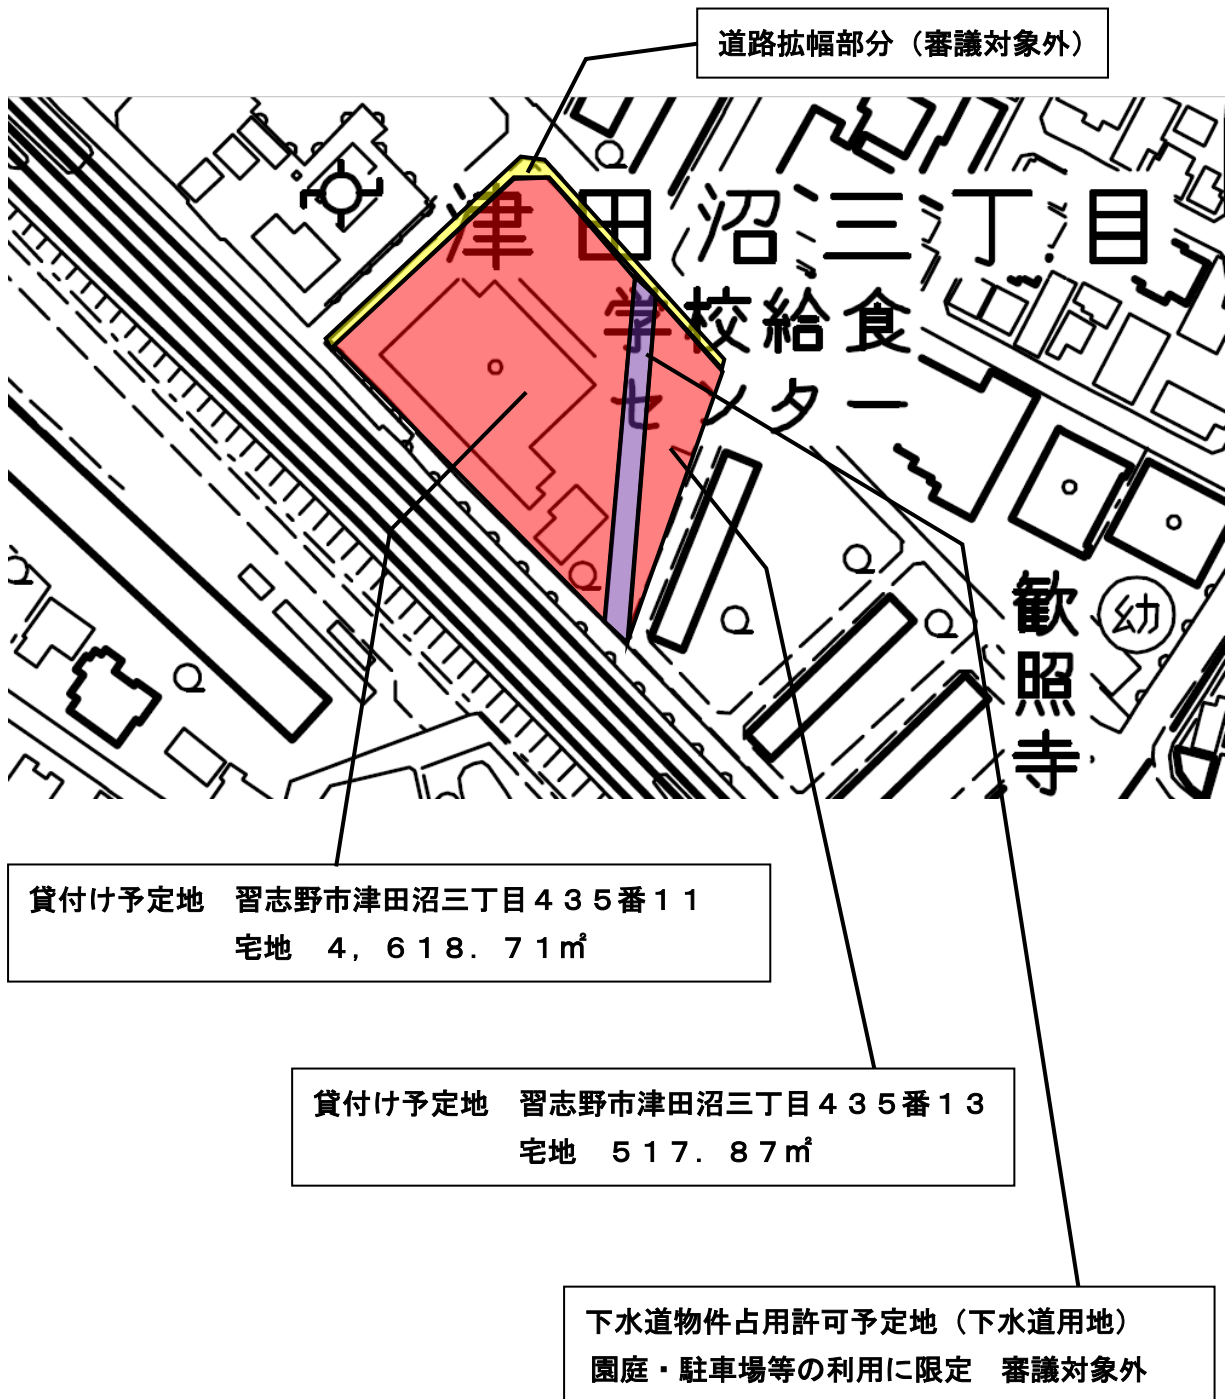 道路拡幅部分（審議対象外）
津田沼三丁目
学校給食
センター
幼
歓照寺
貸付け予定地　習志野市津田沼三丁目４３５番１１
宅地　４，６１８．７１㎡
貸付け予定地　習志野市津田沼三丁目４３５番１３
宅地　５１７．８７㎡
下水道物件占用許可予定地（下水道用地）
園庭・駐車場等の利用に限定　審議対象外